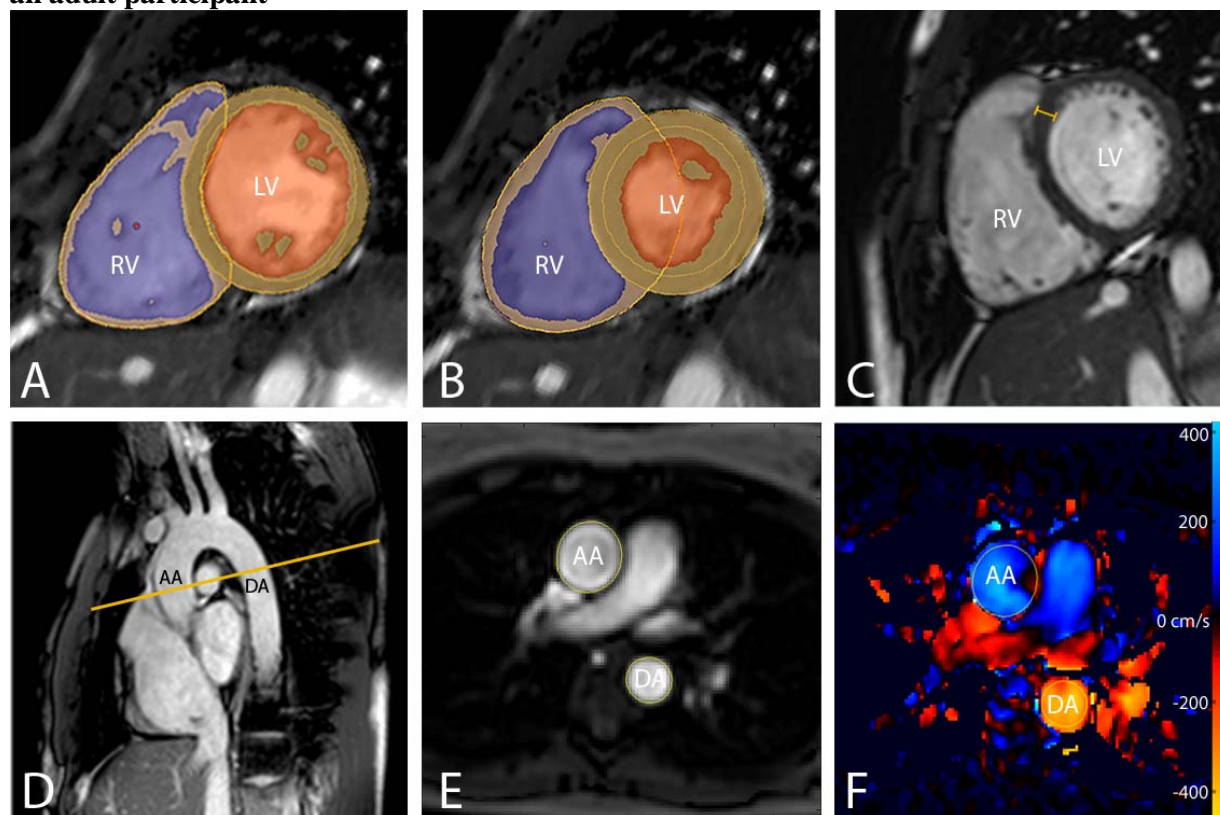 an adult participant
LV
RV
A
LV
RV
B
LV
RV
C
AA
DA
D
AA
DA
E
400
200
AA
0 cm/s
-200
DA
F
-400